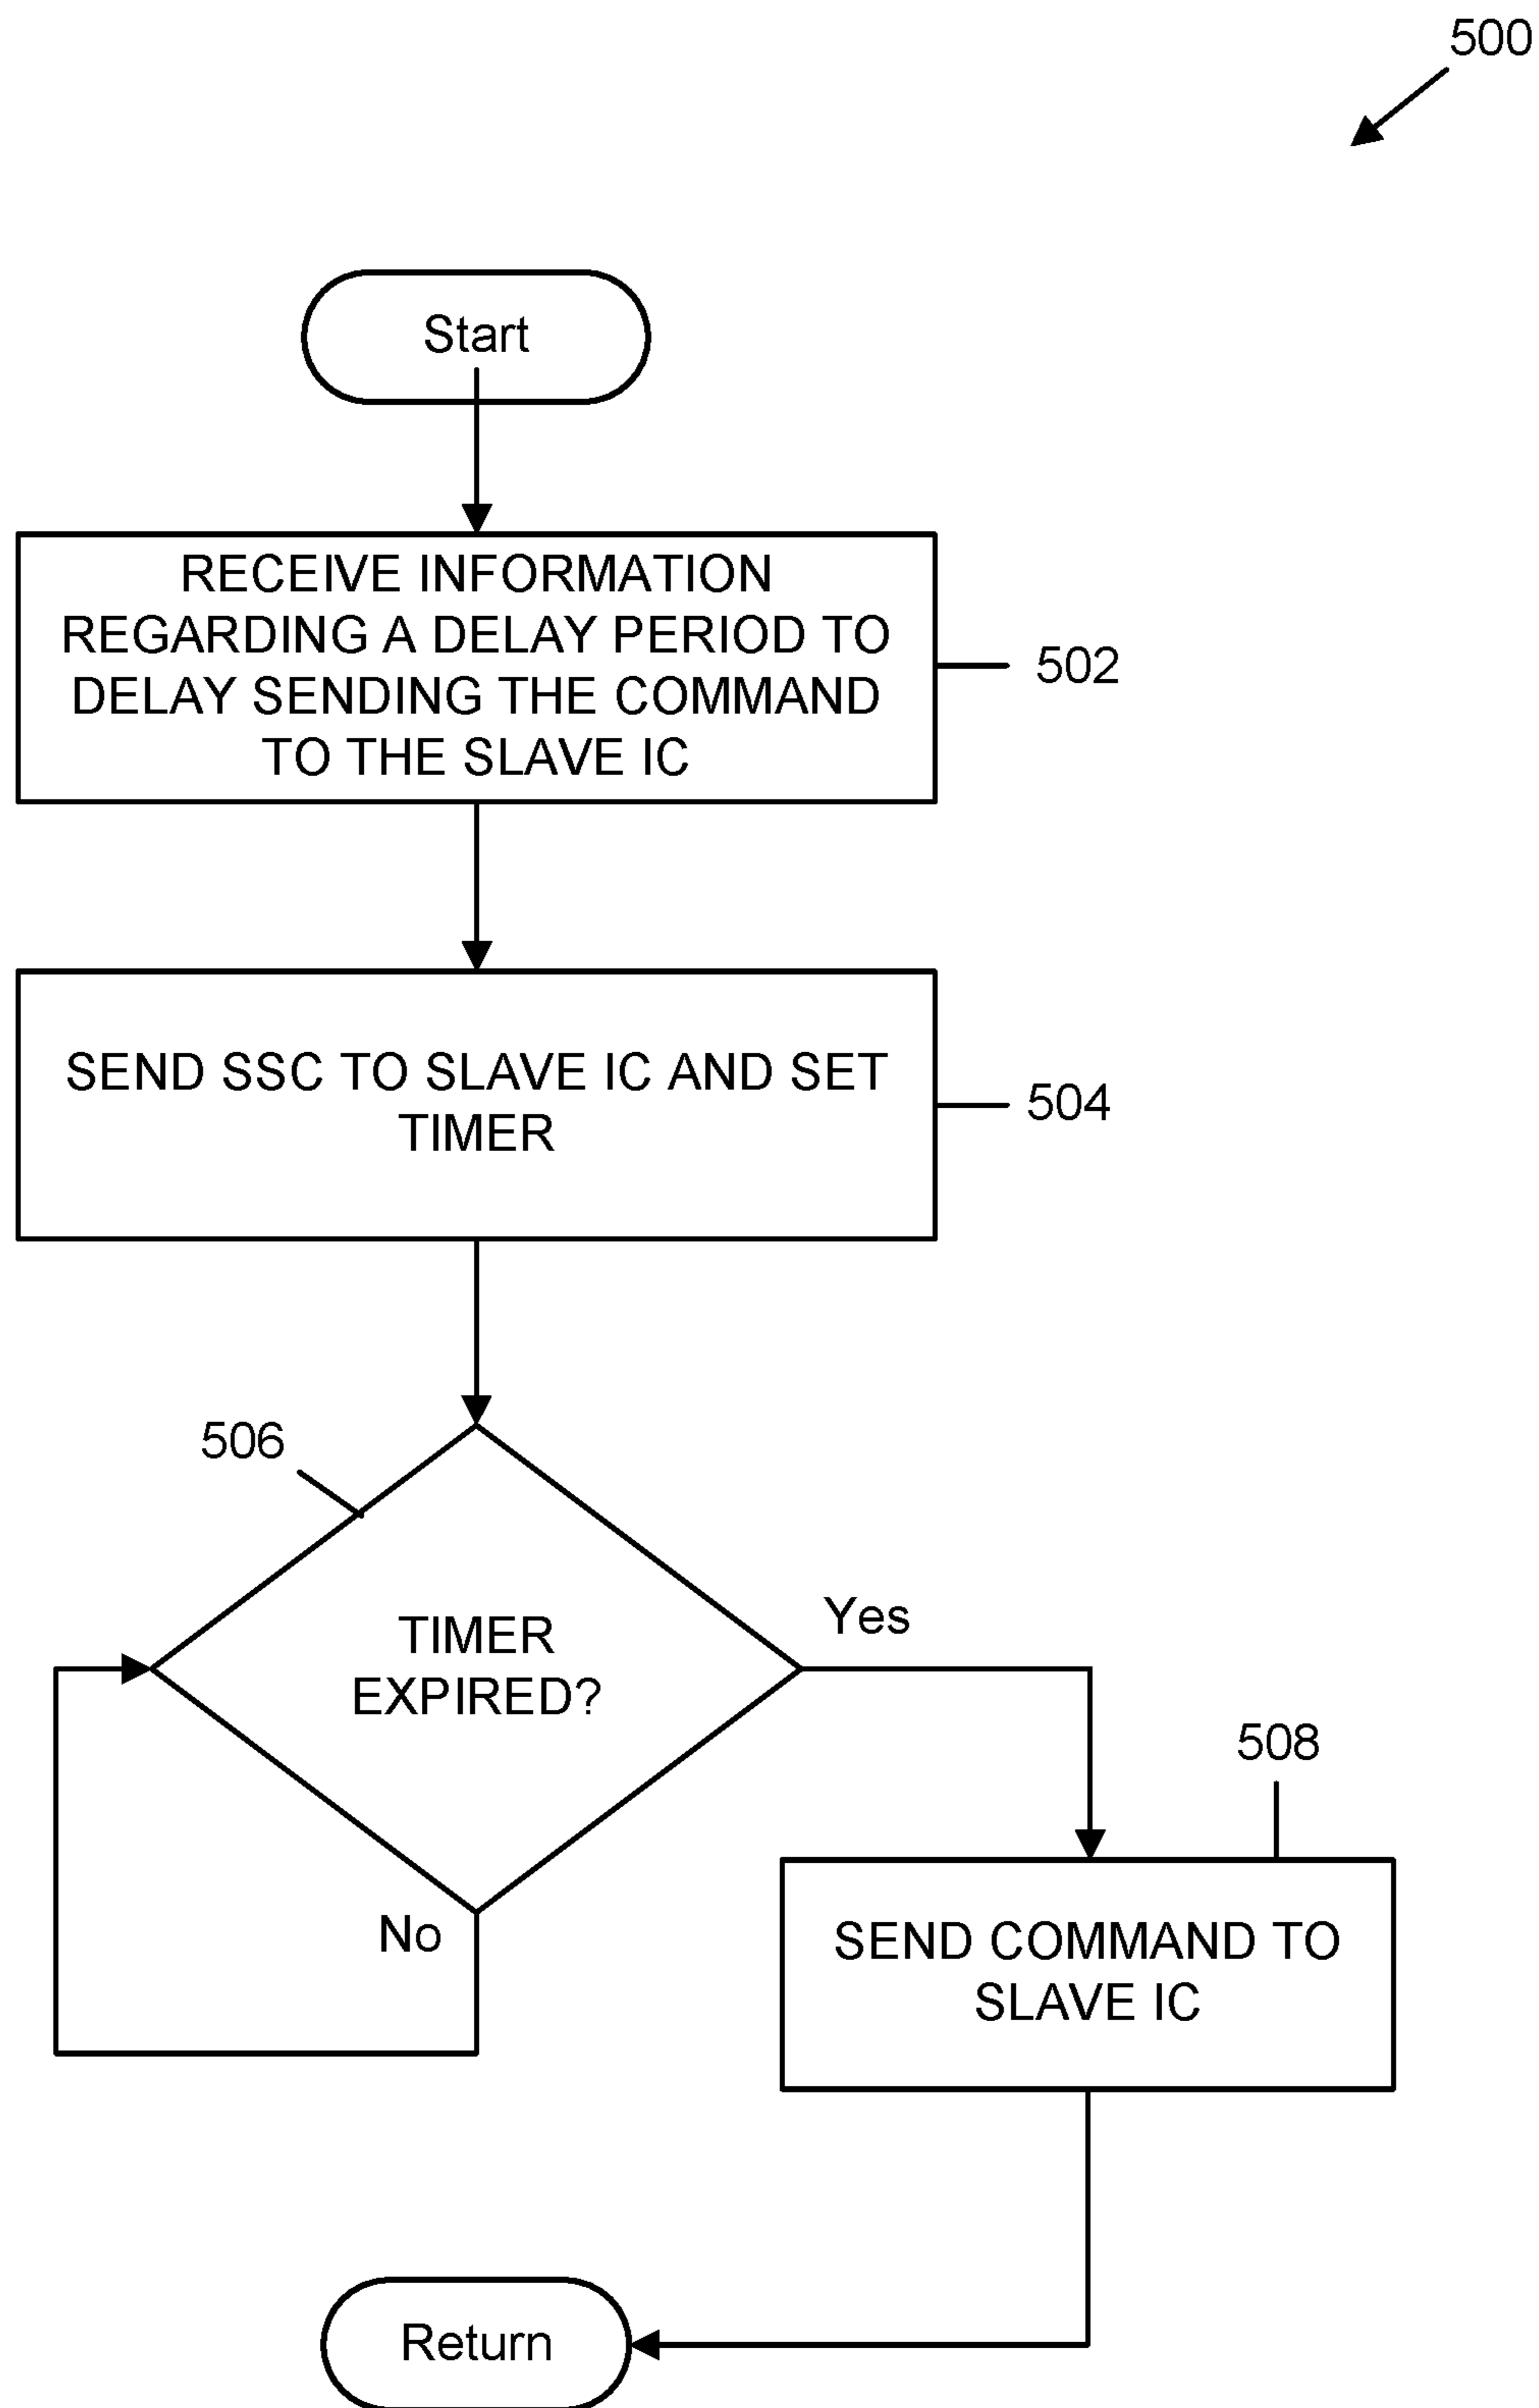 500
Start
RECEIVE INFORMATION
REGARDING A DELAY PERIOD TO
DELAY SENDING THE COMMAND
TO THE SLAVE IC
502
SEND SSC TO SLAVE IC AND SET
TIMER
504
506
TIMER
EXPIRED?
Yes
No
508
SEND COMMAND TO
SLAVE IC
Return